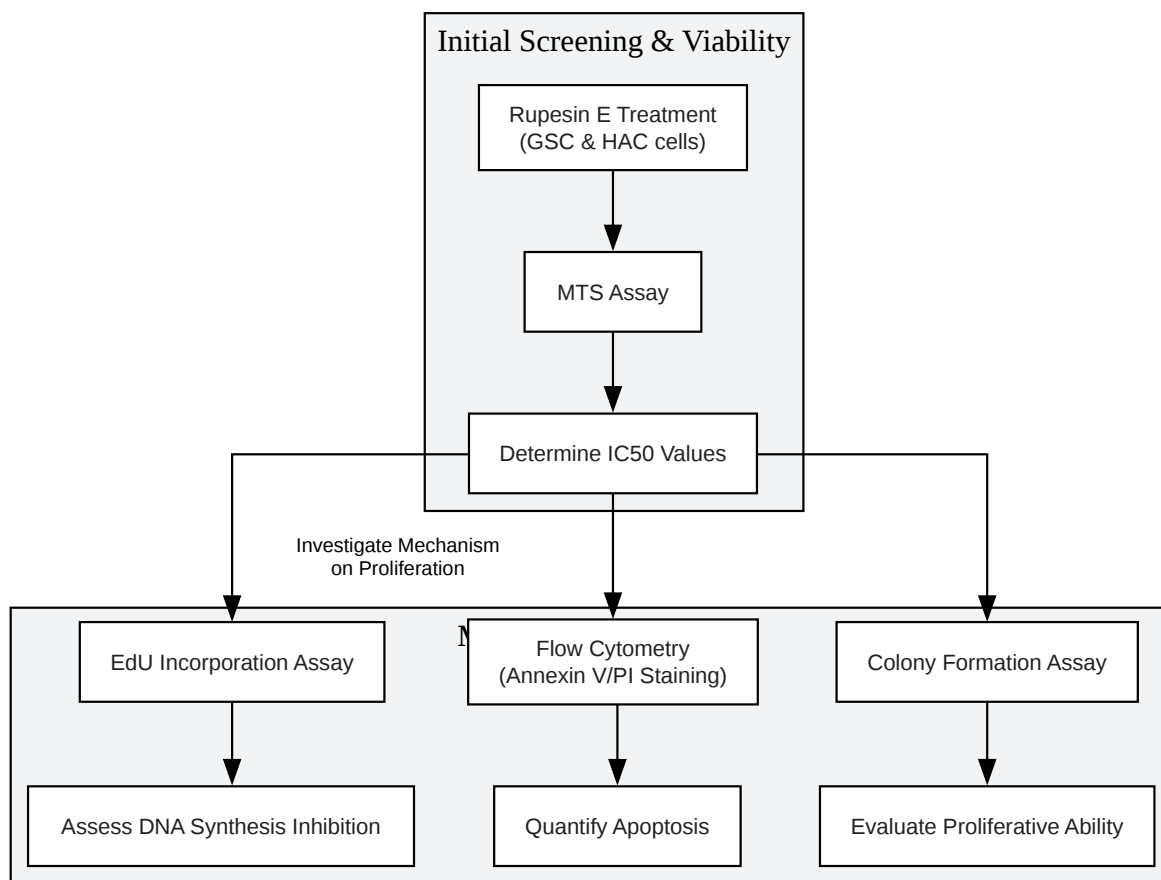 Initial Screening & Viability
Rupesin E Treatment
(GSC & HAC cells)
MTS Assay
Determine IC50 Values
Investigate Mechanism
on Proliferation
EdU Incorporation Assay
Flow Cytometry
(Annexin V/PI Staining)
Colony Formation Assay
Assess DNA Synthesis Inhibition
Quantify Apoptosis
Evaluate Proliferative Ability